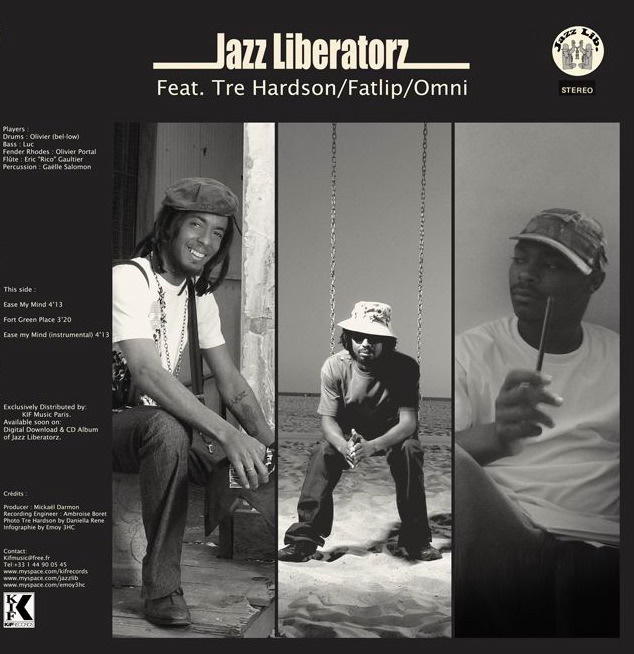 Jazz Liberatorz
Feat. Tre Hardson/Fatlip/Omni
Jazz Lib.
STEREO
Players :
Drums : Olivier (bel-low)
Bass : Luc
Fender Rhodes : Olivier Portal
Flûte : Eric "Rico" Gaultier
Percussion : Gaëlle Salomon
This side :
Ease My Mind 4'13
Fort Green Place 3'20
Ease my Mind (instrumental) 4'13
Exclusively Distributed by:
KIF Music Paris.
Available soon on:
Digital Download & CD Album
of Jazz Liberatorz.
Crédits :
Producer : Mickaël Darmon
Recording Engineer : Ambroise Boret
Photo Tre Hardson by Daniella Rene
Infographie by Emoy 3HC
Contact:
Kifmusic@free.fr
Tel:+33 1 44 90 05 45
www.myspace.com/kifrecords
www.myspace.com/jazzlib
www.myspace.com/emoy3hc
KIF
KIF RECORDS